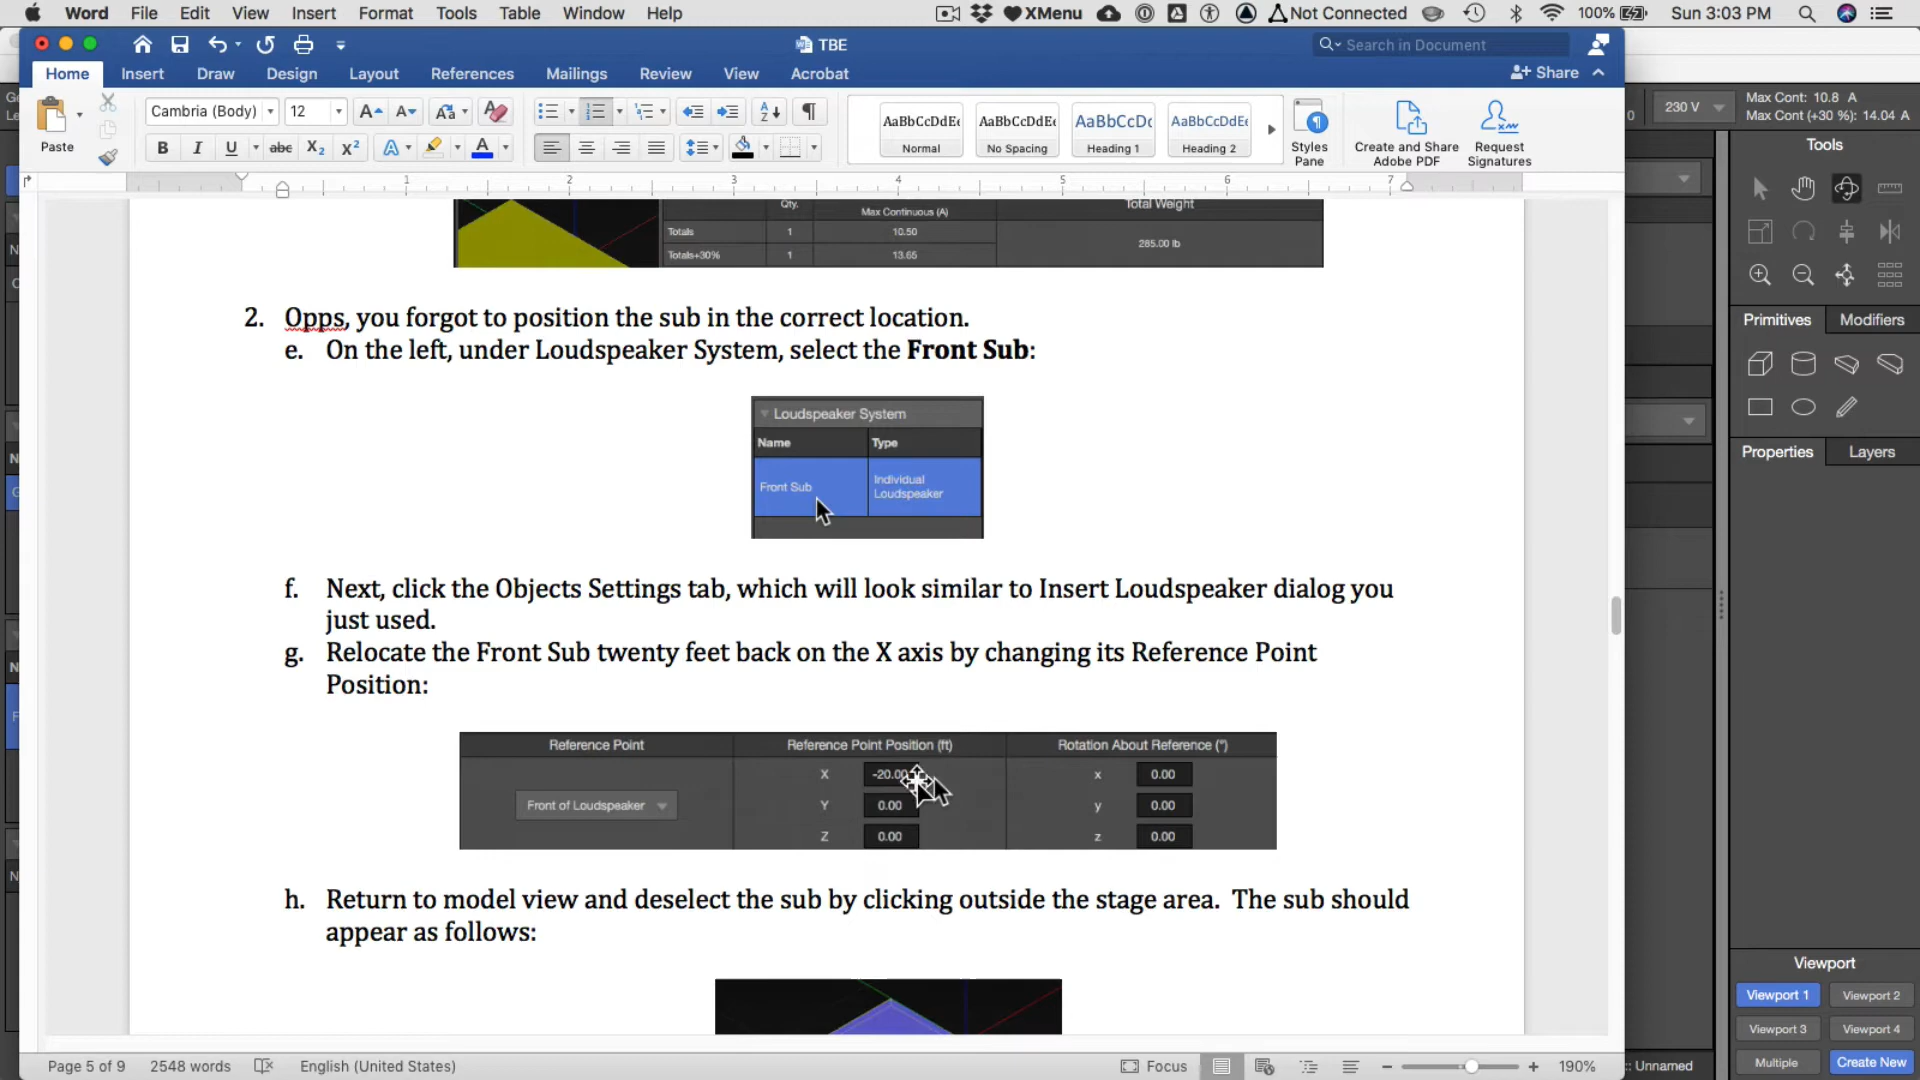 Word File Edit View Insert Format Tools Table Window Help XMenu Not Connected 100% Sun 3:03 PM
TBE
Search in Document
Home Insert Draw Design Layout References Mailings Review View Acrobat
Share
Paste
Cambria (Body) 12
AaBbCcDdEe AaBbCcDdEe AaBbCcDc AaBbCcDdEe
Normal No Spacing Heading 1 Heading 2
Styles Pane
Create and Share Adobe PDF
Request Signatures
230 V
Max Cont: 10.8 A
Max Cont (+30 %): 14.04 A
1 2 3 4 5 6 7
Qty. Max Continuous (A) Total Weight
Totals 1 10.50
285.00 lb
Totals+30% 1 13.65
2. Opps, you forgot to position the sub in the correct location.
e. On the left, under Loudspeaker System, select the Front Sub:
Loudspeaker System
Name Type
Front Sub Individual Loudspeaker
f. Next, click the Objects Settings tab, which will look similar to Insert Loudspeaker dialog you
just used.
g. Relocate the Front Sub twenty feet back on the X axis by changing its Reference Point
Position:
Reference Point Reference Point Position (ft) Rotation About Reference (°)
X -20.00 x 0.00
Front of Loudspeaker Y 0.00 y 0.00
Z 0.00 z 0.00
h. Return to model view and deselect the sub by clicking outside the stage area. The sub should
appear as follows:
Page 5 of 9 2548 words English (United States) Focus 190%
Tools
Primitives Modifiers
Properties Layers
Viewport
Viewport 1 Viewport 2
Viewport 3 Viewport 4
Multiple Create New
: Unnamed